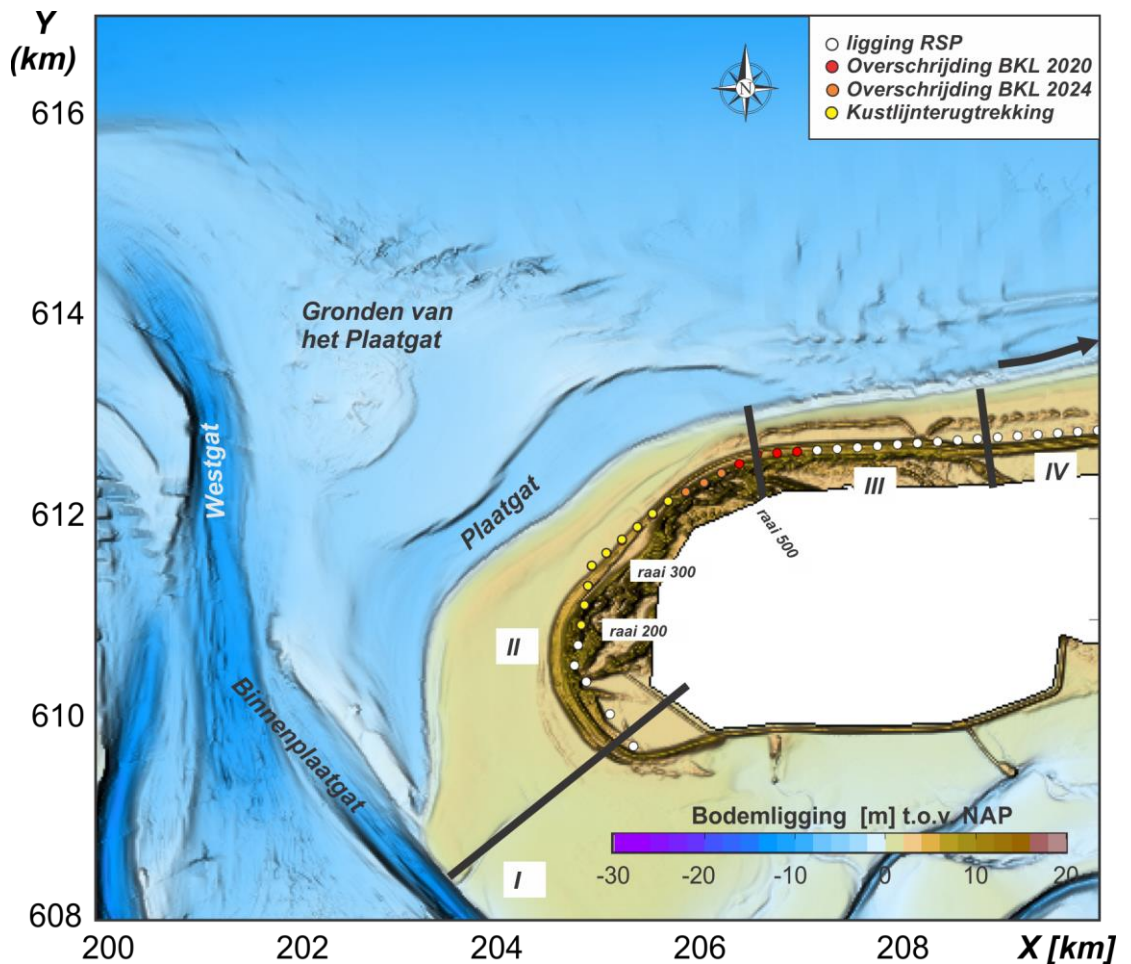 Y
(km)
616
614
612
610
608
N
ligging RSP
Overschrijding BKL 2020
Overschrijding BKL 2024
Kustlijnterugtrekking
Gronden van
het Plaatgat
Westgat
Plaatgat
Binnenplaatgat
raai 500
raai 300
raai 200
I
II
III
IV
Bodemligging [m] t.o.v. NAP
-30 -20 -10 0 10 20
200 202 204 206 208 X [km]